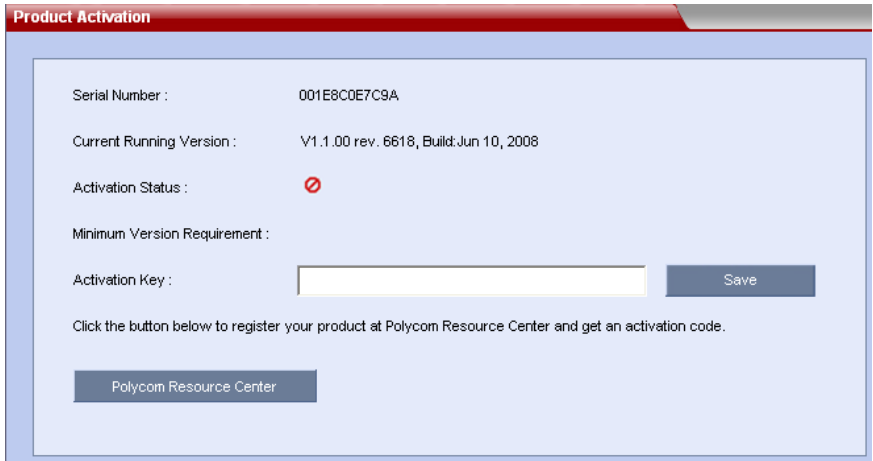 Product Activation
Serial Number : 001E8C0E7C9A
Current Running Version : V1.1.00 rev. 6618, Build:Jun 10, 2008
Activation Status :
Minimum Version Requirement :
Activation Key : Save
Click the button below to register your product at Polycom Resource Center and get an activation code.
Polycom Resource Center